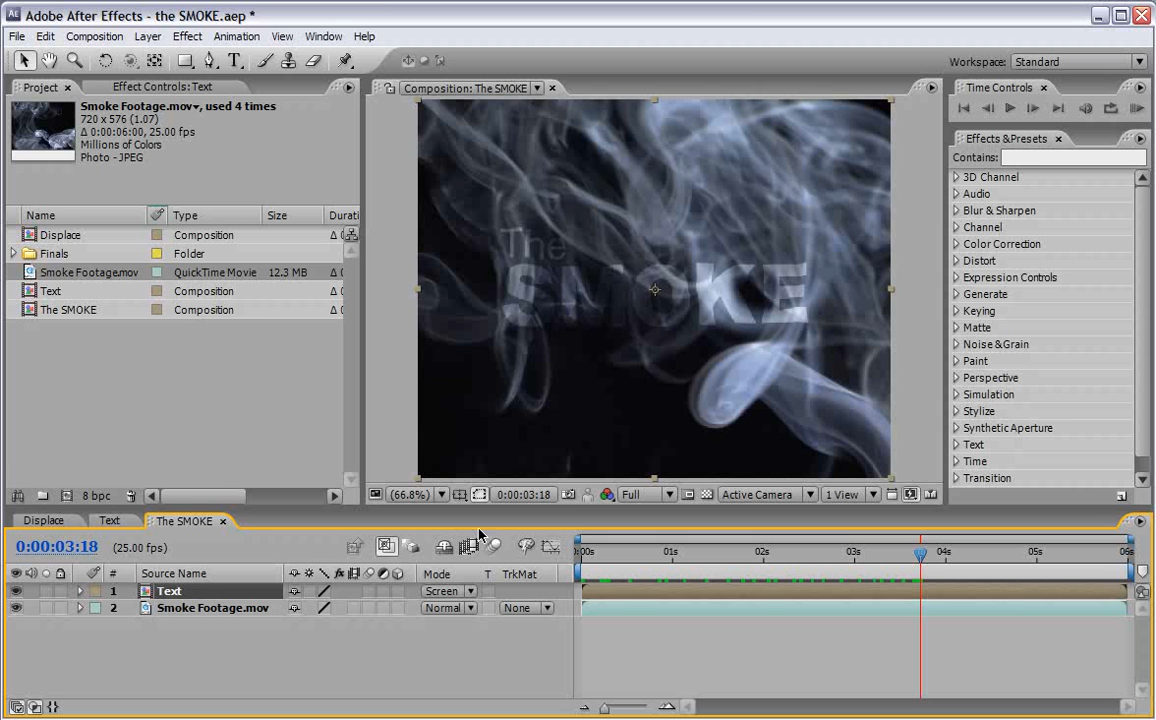 Adobe After Effects - the SMOKE.aep *
File Edit Composition Layer Effect Animation View Window Help
Workspace: Standard
Project Effect Controls: Text
Smoke Footage.mov, used 4 times
720 x 576 (1.07)
Δ 0:00:06:00, 25.00 fps
Millions of Colors
Photo - JPEG
Name Type Size Durati
Displace Composition Δ 0
Finals Folder
Smoke Footage.mov QuickTime Movie 12.3 MB Δ 0
Text Composition Δ 0
The SMOKE Composition Δ 0
8 bpc
Composition: The SMOKE
The
SMOKE
(66.8%) 0:00:03:18 Full Active Camera 1 View
Time Controls
Effects & Presets
Contains:
3D Channel
Audio
Blur & Sharpen
Channel
Color Correction
Distort
Expression Controls
Generate
Keying
Matte
Noise & Grain
Paint
Perspective
Simulation
Stylize
Synthetic Aperture
Text
Time
Transition
Displace Text The SMOKE
0:00:03:18 (25.00 fps)
:00s 01s 02s 03s 04s 05s 06s
# Source Name Mode T TrkMat
1 Text Screen
2 Smoke Footage.mov Normal None